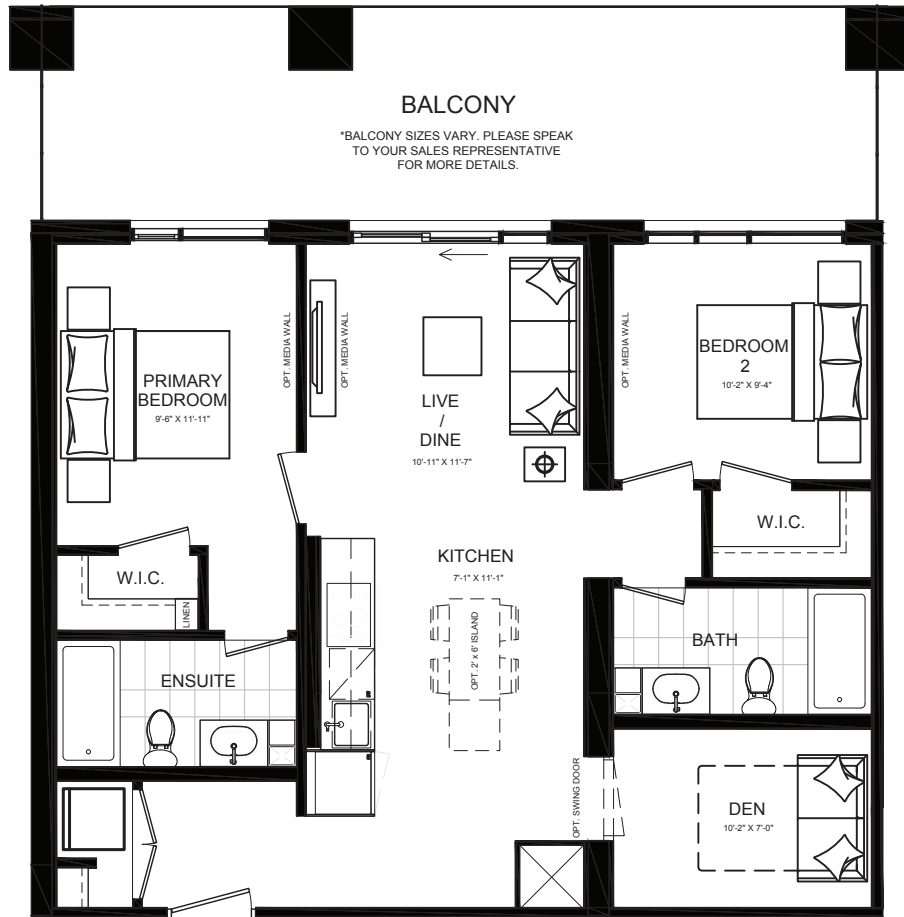 BALCONY
*BALCONY SIZES VARY. PLEASE SPEAK
TO YOUR SALES REPRESENTATIVE
FOR MORE DETAILS.
OPT. MEDIA WALL
OPT. MEDIA WALL
OPT. MEDIA WALL
PRIMARY
BEDROOM
9'-6" X 11'-11"
LIVE
/
DINE
10'-11" X 11'-7"
BEDROOM
2
10'-2" X 9'-4"
W.I.C.
LINEN
KITCHEN
7'-1" X 11'-1"
OPT. 2' x 6' ISLAND
W.I.C.
ENSUITE
BATH
OPT. SWING DOOR
DEN
10'-2" X 7'-0"